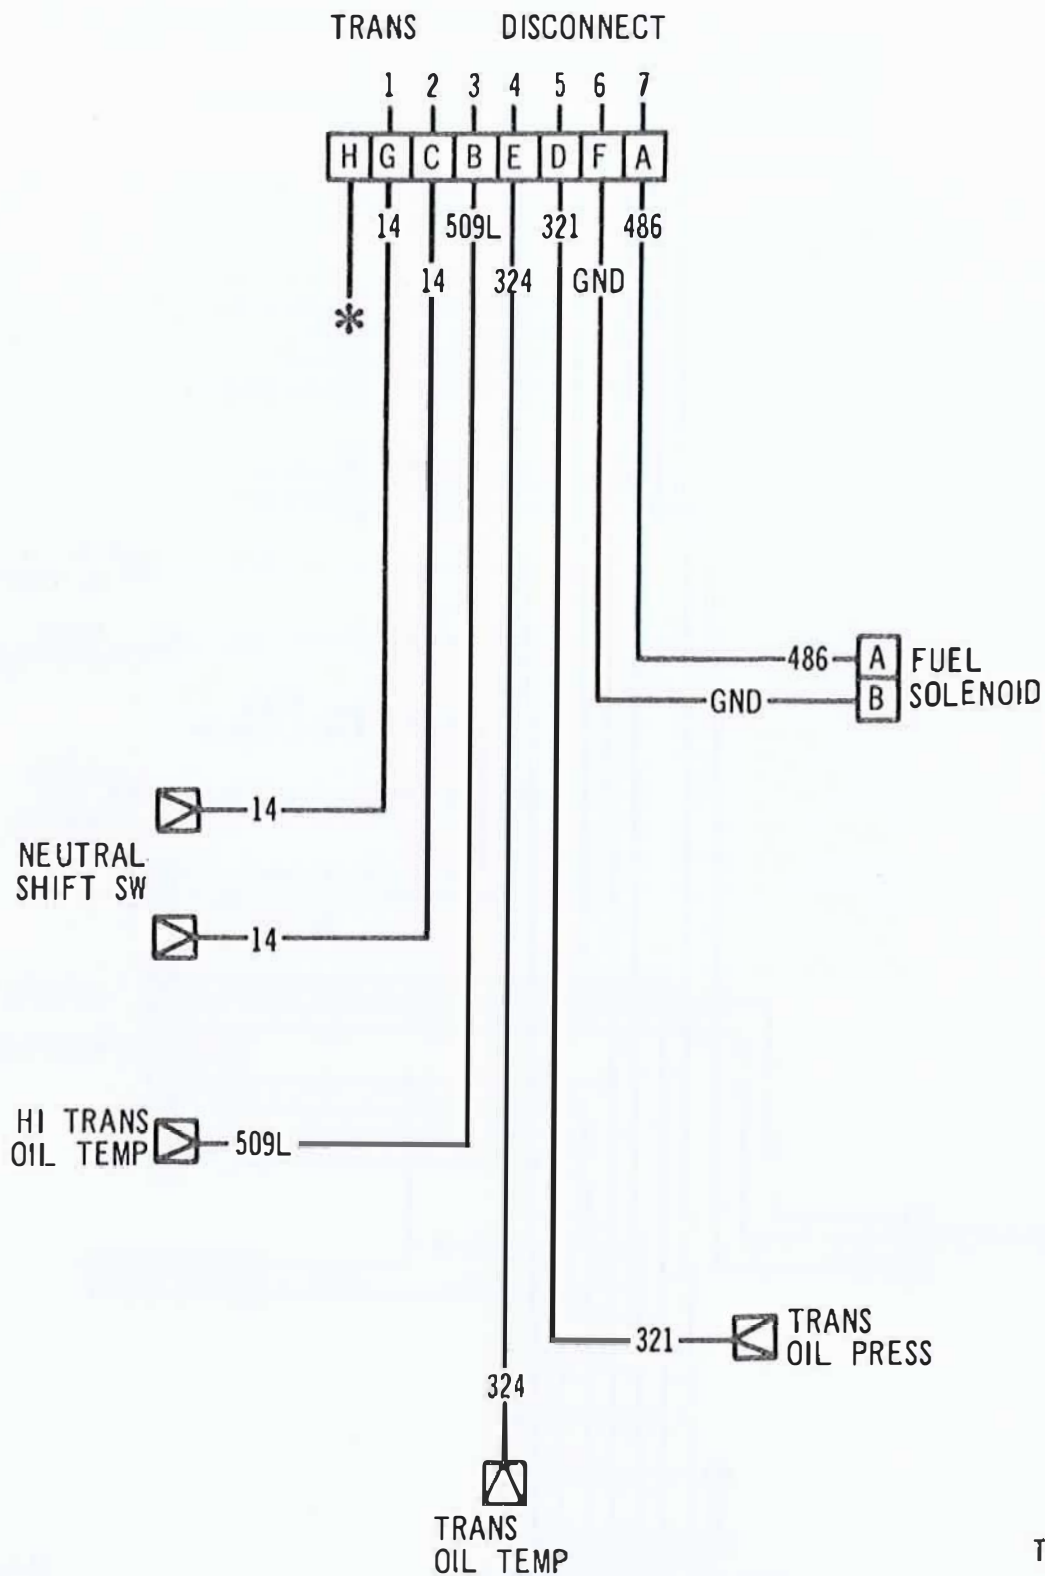 TRANS DISCONNECT
1 2 3 4 5 6 7
H G C B E D F A
14 509L 321 486
14 324 GND
*
486 A FUEL
GND B SOLENOID
14
NEUTRAL
SHIFT SW
14
HI TRANS
OIL TEMP 509L
321 TRANS
OIL PRESS
324
TRANS
OIL TEMP
T